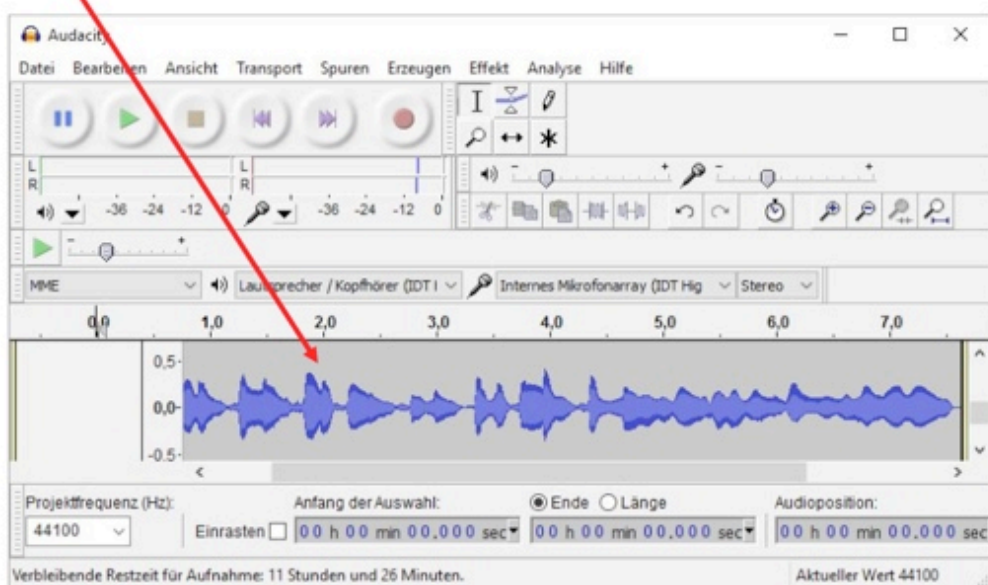 Audacity
Datei Bearbeiten Ansicht Transport Spuren Erzeugen Effekt Analyse Hilfe
L
R
-36 -24 -12 0
L
R
-36 -24 -12 0
- +
- +
- +
MME Lautsprecher / Kopfhörer (IDT I Internes Mikrofonarray (IDT Hig Stereo
0,0 1,0 2,0 3,0 4,0 5,0 6,0 7,0
0,5
0,0
-0,5
Projektfrequenz (Hz): Anfang der Auswahl: Ende Länge Audioposition:
44100 Einrasten 00 h 00 min 00.000 sec 00 h 00 min 00.000 sec 00 h 00 min 00.000 sec
Verbleibende Restzeit für Aufnahme: 11 Stunden und 26 Minuten. Aktueller Wert 44100